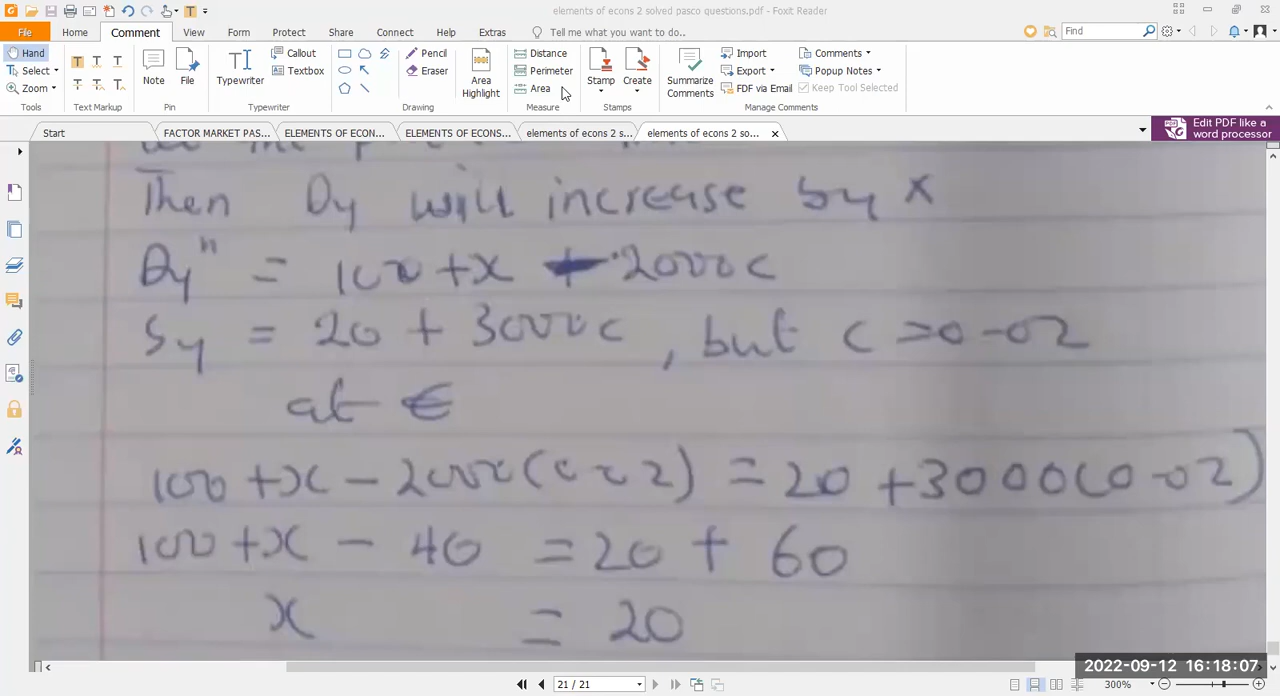 elements of econs 2 solved pasco questions.pdf - Foxit Reader
File Home Comment View Form Protect Share Connect Help Extras Tell me what you want to do.. Find
Hand
Select
Zoom
Tools
Text Markup
Note
File
Pin
Typewriter
Callout
Textbox
Typewriter
Pencil
Eraser
Drawing
Area Highlight
Distance
Perimeter
Area
Measure
Stamp
Create
Stamps
Summarize Comments
Import
Export
FDF via Email
Comments
Popup Notes
Keep Tool Selected
Manage Comments
Start FACTOR MARKET PAS... ELEMENTS OF ECON... ELEMENTS OF ECONS... elements of econs 2 s... elements of econs 2 so...
Edit PDF like a
word processor
Then Dy will increase by x
Dy" = 100 + x - 2000c
Sy = 20 + 3000c, but c = 0.02
at €
100 + x - 2000(0.02) = 20 + 3000(0.02)
100 + x - 40 = 20 + 60
x = 20
2022-09-12 16:18:07
21 / 21
300%